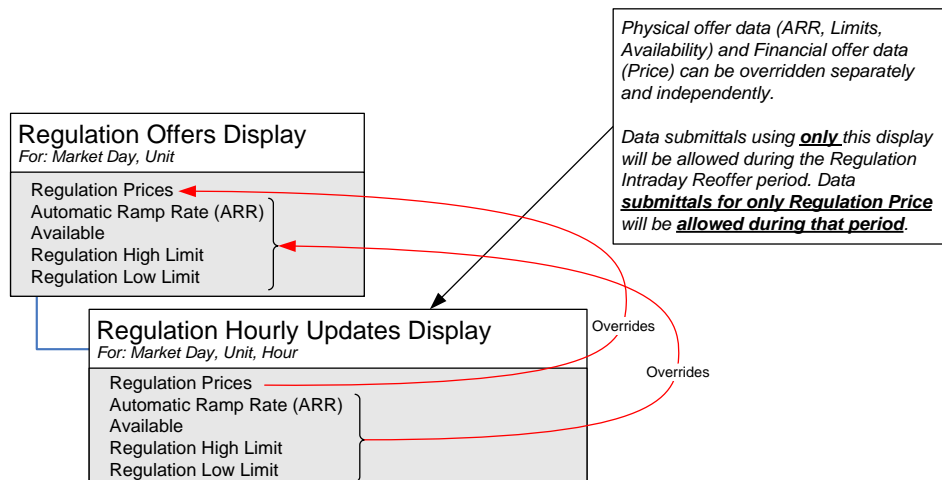 Physical offer data (ARR, Limits,
Availability) and Financial offer data
(Price) can be overridden separately
and independently.
Data submittals using only this display
will be allowed during the Regulation
Intraday Reoffer period. Data
submittals for only Regulation Price
will be allowed during that period.
Regulation Offers Display
For: Market Day, Unit
Regulation Prices
Automatic Ramp Rate (ARR)
Available
Regulation High Limit
Regulation Low Limit
Regulation Hourly Updates Display
For: Market Day, Unit, Hour
Regulation Prices
Automatic Ramp Rate (ARR)
Available
Regulation High Limit
Regulation Low Limit
Overrides
Overrides